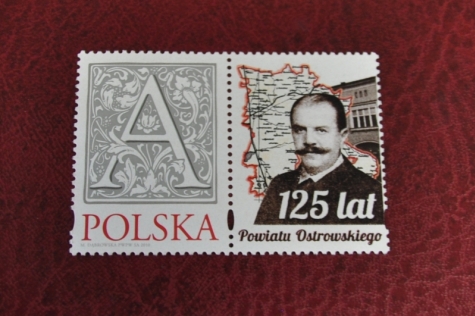 A
POLSKA
125 lat
Powiatu Ostrowskiego